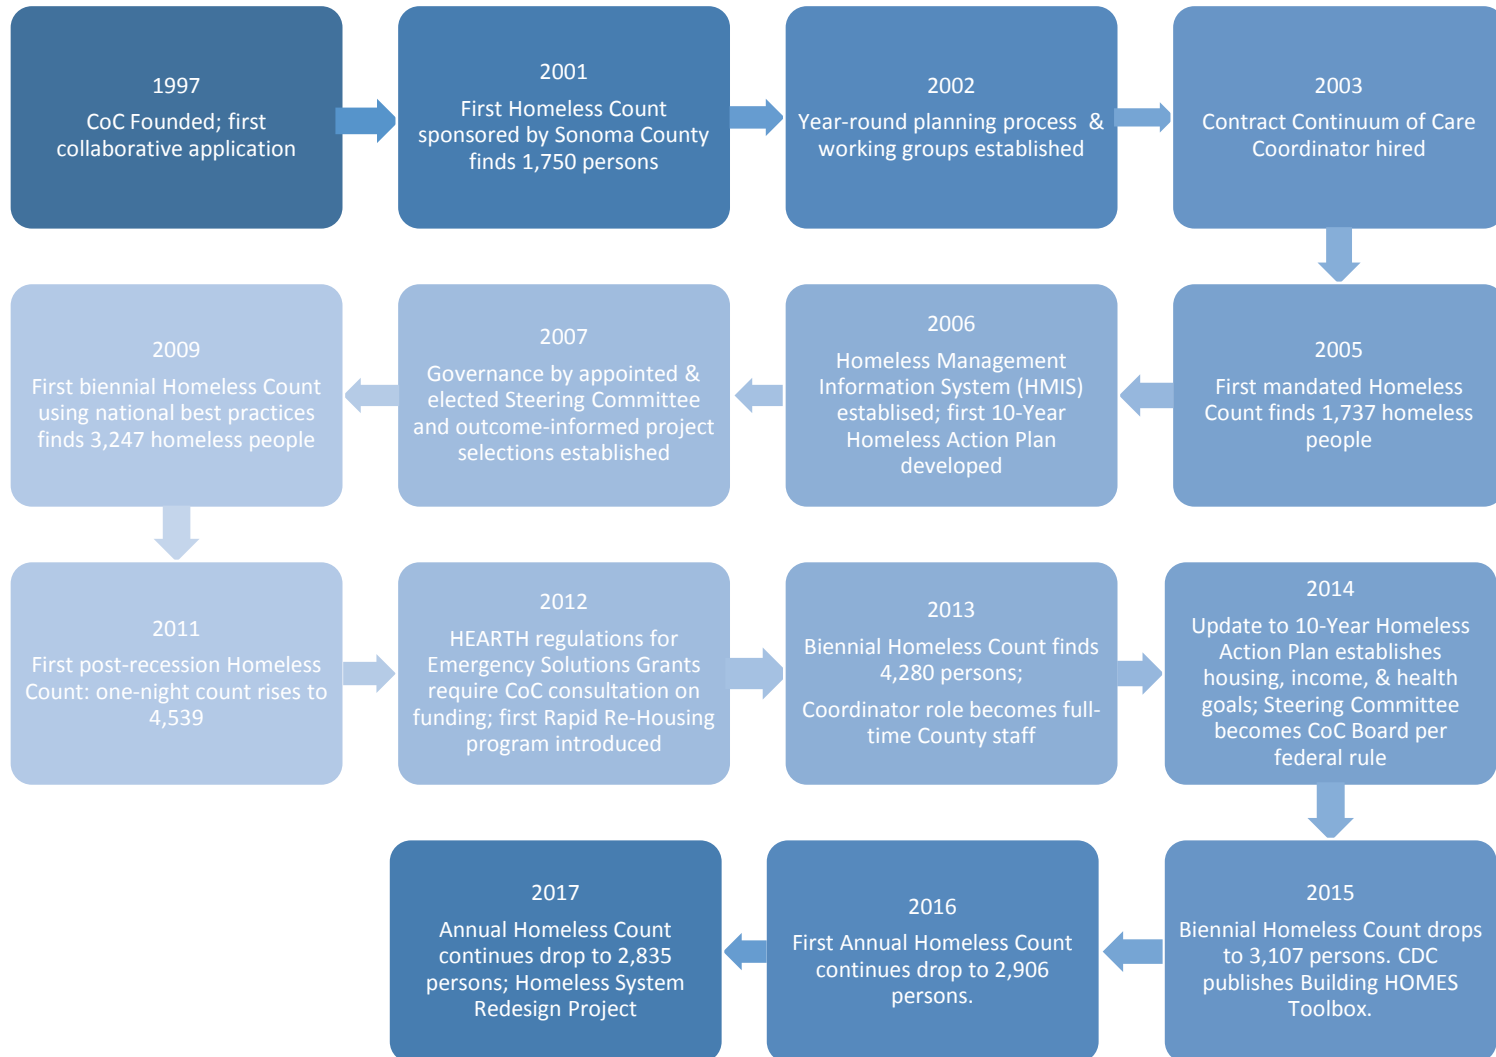 1997
CoC Founded; first
collaborative application
2001
First Homeless Count
sponsored by Sonoma County
finds 1,750 persons
2002
Year-round planning process &
working groups established
2003
Contract Continuum of Care
Coordinator hired
2005
First mandated Homeless
Count finds 1,737 homeless
people
2006
Homeless Management
Information System (HMIS)
establised; first 10-Year
Homeless Action Plan
developed
2007
Governance by appointed &
elected Steering Committee
and outcome-informed project
selections established
2009
First biennial Homeless Count
using national best practices
finds 3,247 homeless people
2011
First post-recession Homeless
Count: one-night count rises to
4,539
2012
HEARTH regulations for
Emergency Solutions Grants
require CoC consultation on
funding; first Rapid Re-Housing
program introduced
2013
Biennial Homeless Count finds
4,280 persons;
Coordinator role becomes full-
time County staff
2014
Update to 10-Year Homeless
Action Plan establishes
housing, income, & health
goals; Steering Committee
becomes CoC Board per
federal rule
2015
Biennial Homeless Count drops
to 3,107 persons. CDC
publishes Building HOMES
Toolbox.
2016
First Annual Homeless Count
continues drop to 2,906
persons.
2017
Annual Homeless Count
continues drop to 2,835
persons; Homeless System
Redesign Project